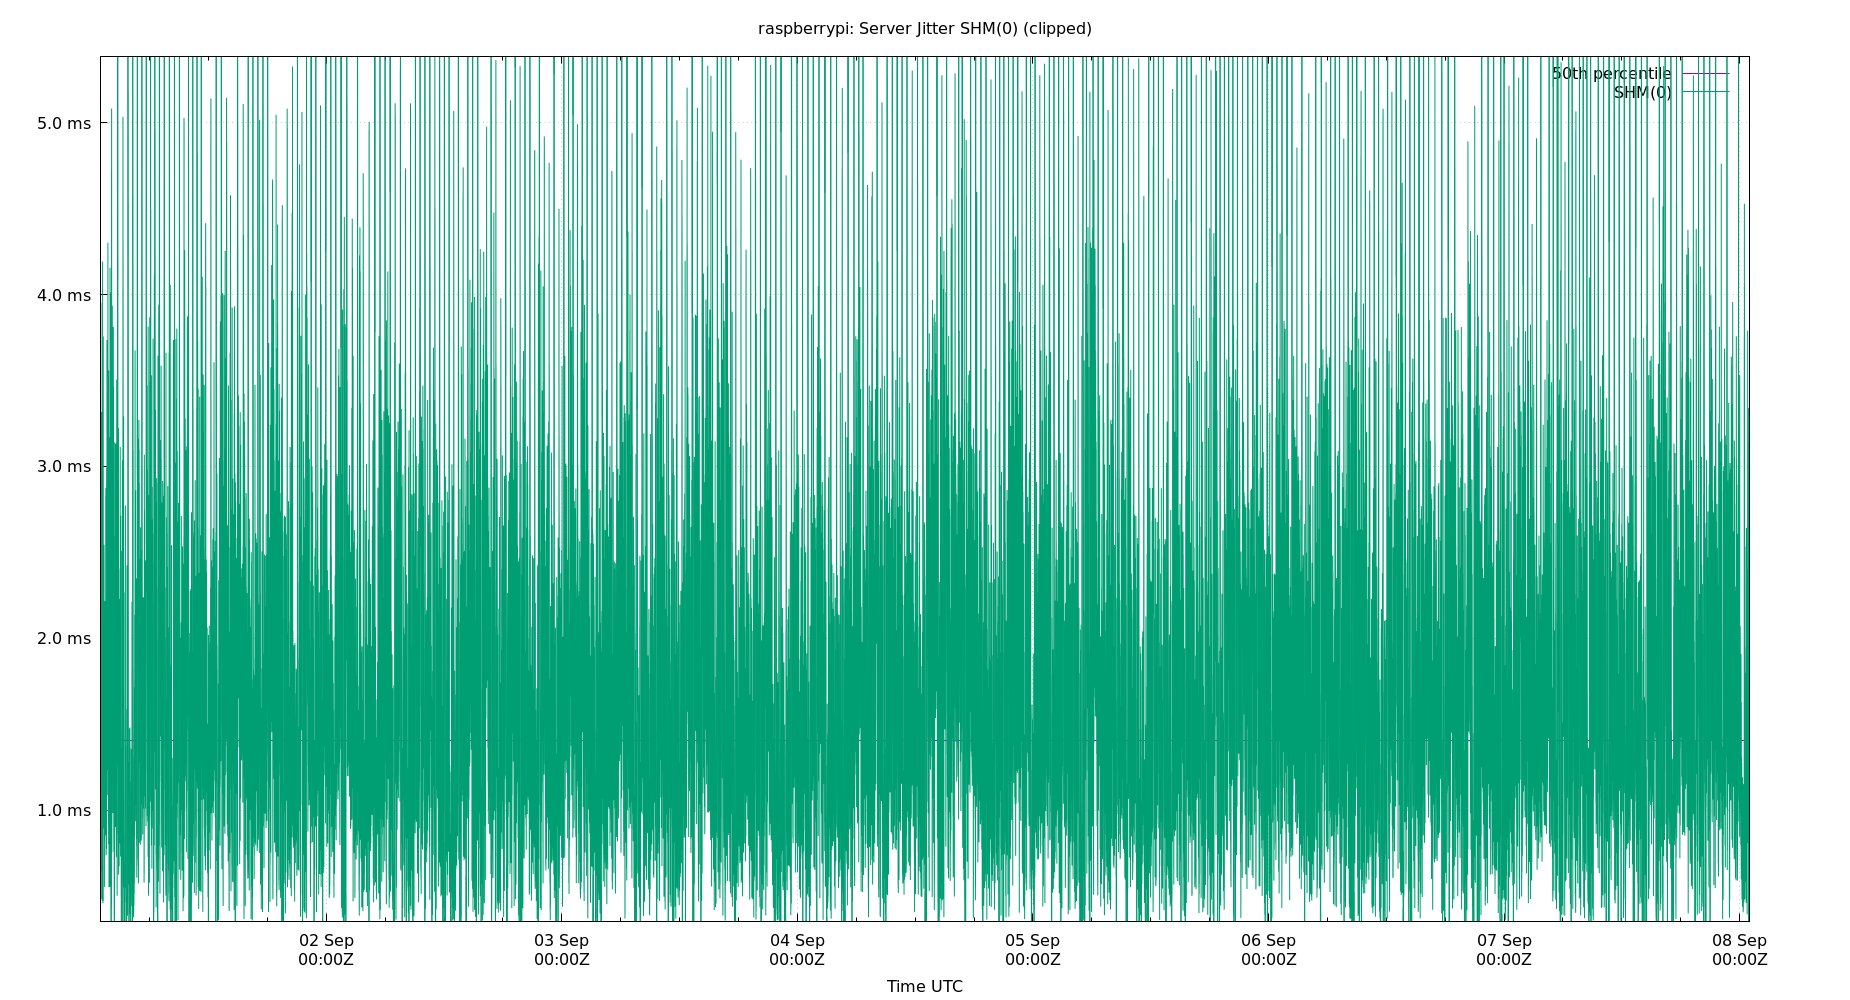 raspberrypi: Server Jitter SHM(0) (clipped)
50th percentile
SHM(0)
5.0 ms
4.0 ms
3.0 ms
2.0 ms
1.0 ms
02 Sep 03 Sep 04 Sep 05 Sep 06 Sep 07 Sep 08 Sep
00:00Z 00:00Z 00:00Z 00:00Z 00:00Z 00:00Z 00:00Z
Time UTC